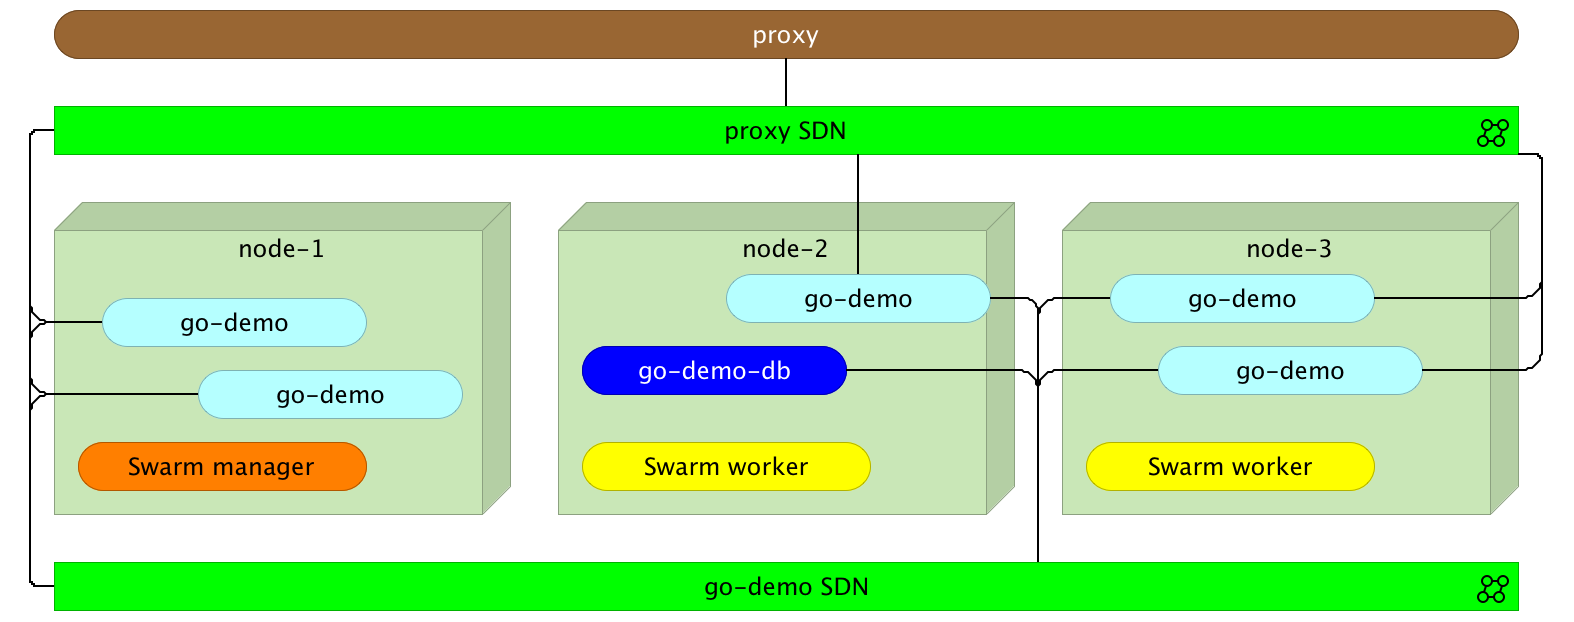 proxy
proxy SDN
node-1
go-demo
go-demo
Swarm manager
node-2
go-demo
go-demo-db
Swarm worker
node-3
go-demo
go-demo
Swarm worker
go-demo SDN